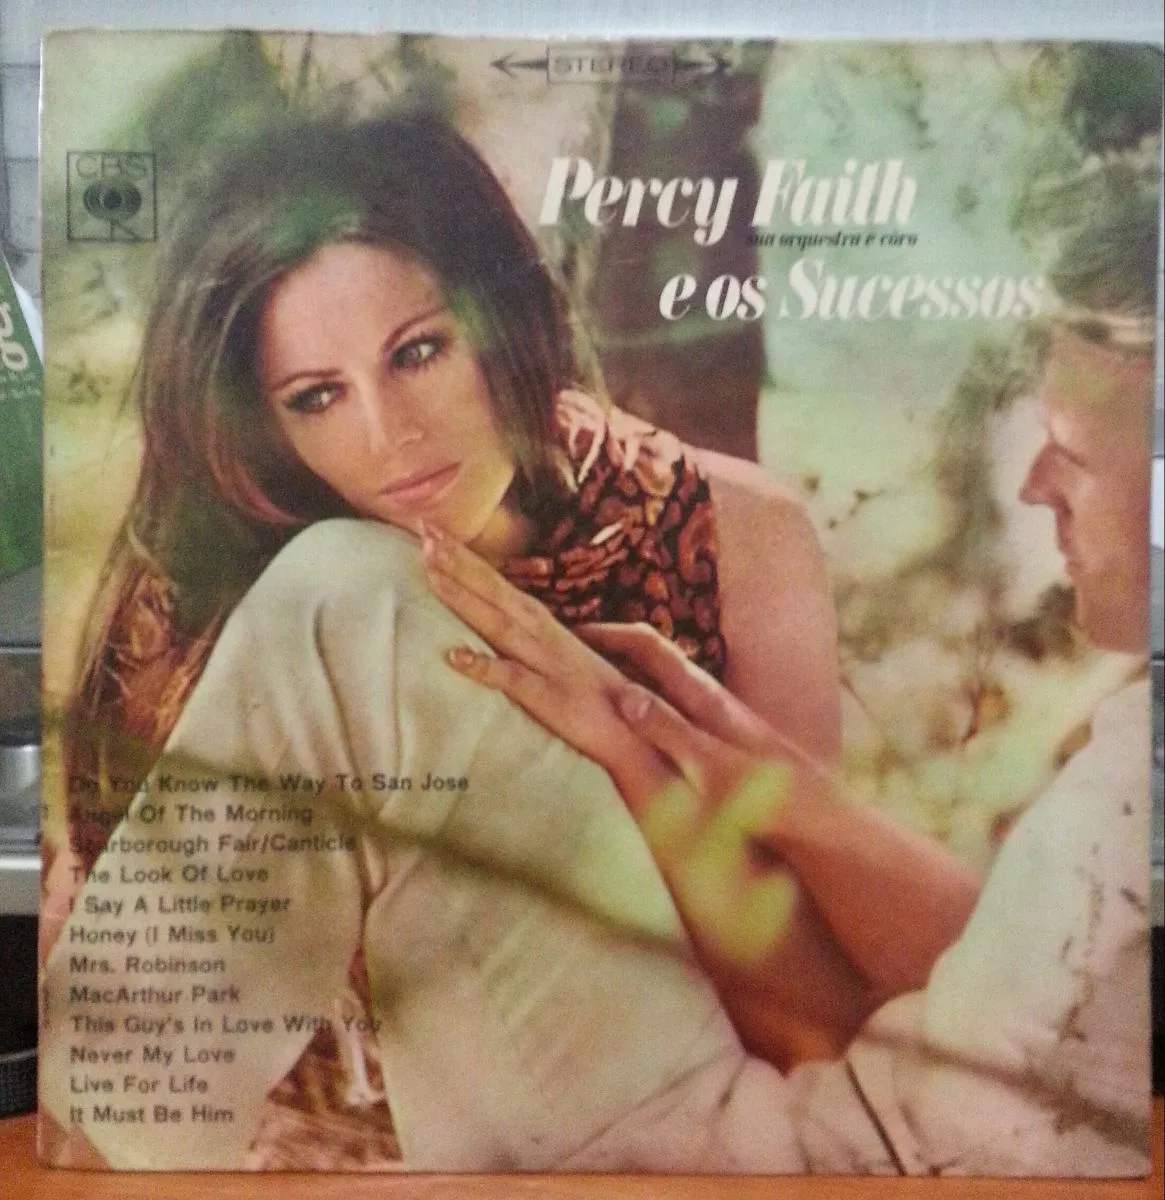 STEREO
CBS
Percy Faith
sua orquestra e côro
e os Sucessos
Do You Know The Way To San Jose
Angel Of The Morning
Scarborough Fair/Canticle
The Look Of Love
I Say A Little Prayer
Honey (I Miss You)
Mrs. Robinson
MacArthur Park
This Guy's In Love With You
Never My Love
Live For Life
It Must Be Him